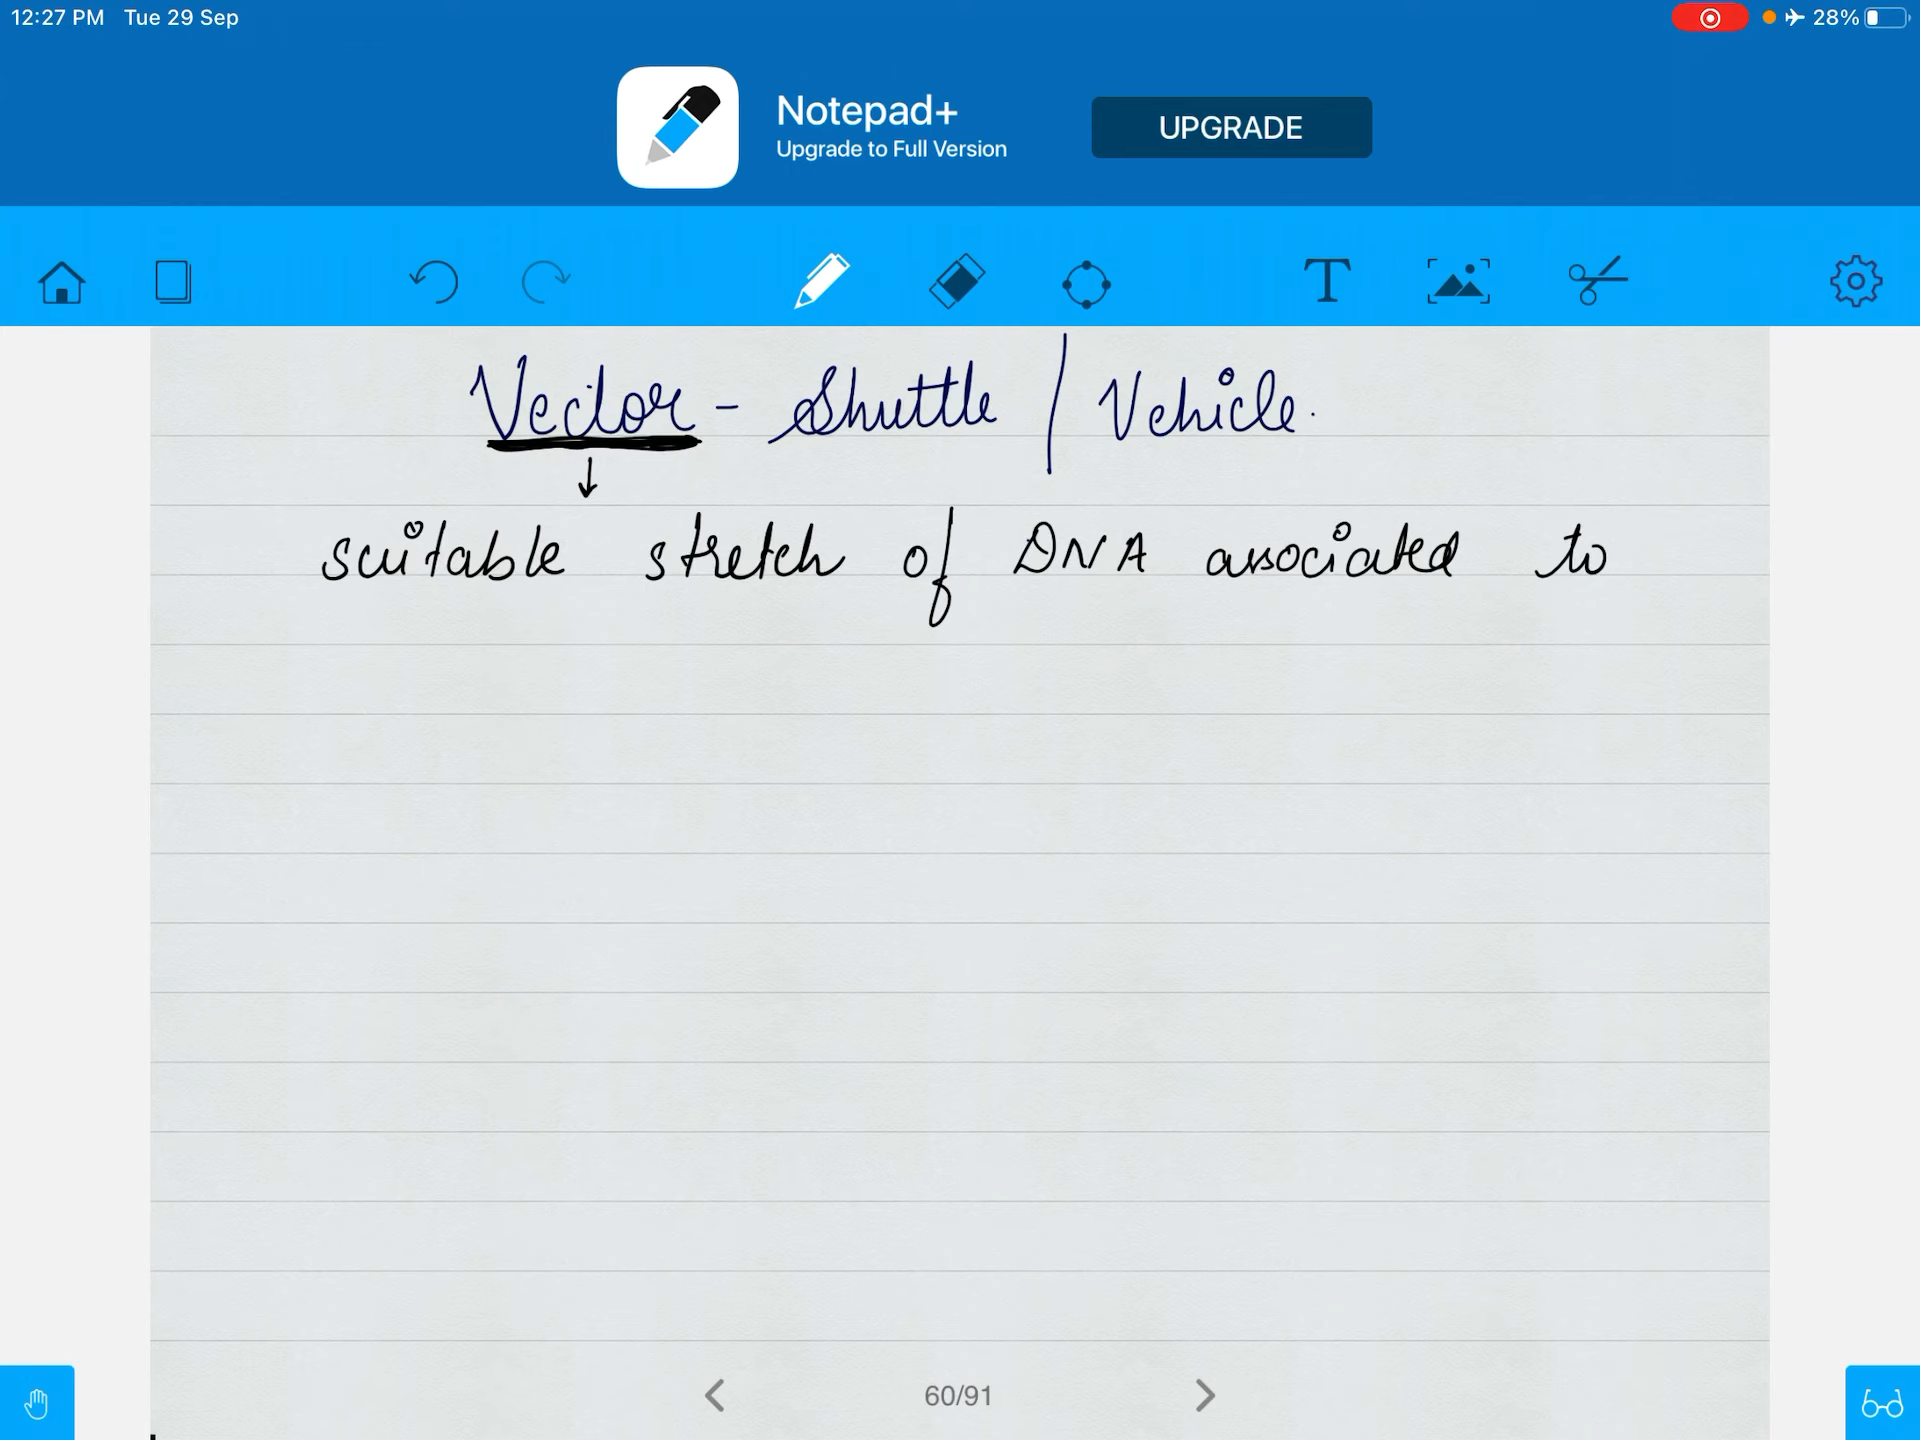 12:27 PM Tue 29 Sep 28%
Notepad+
Upgrade to Full Version
UPGRADE
T
Vector - Shuttle / Vehicle.
↓
suitable stretch of DNA associated to
60/91